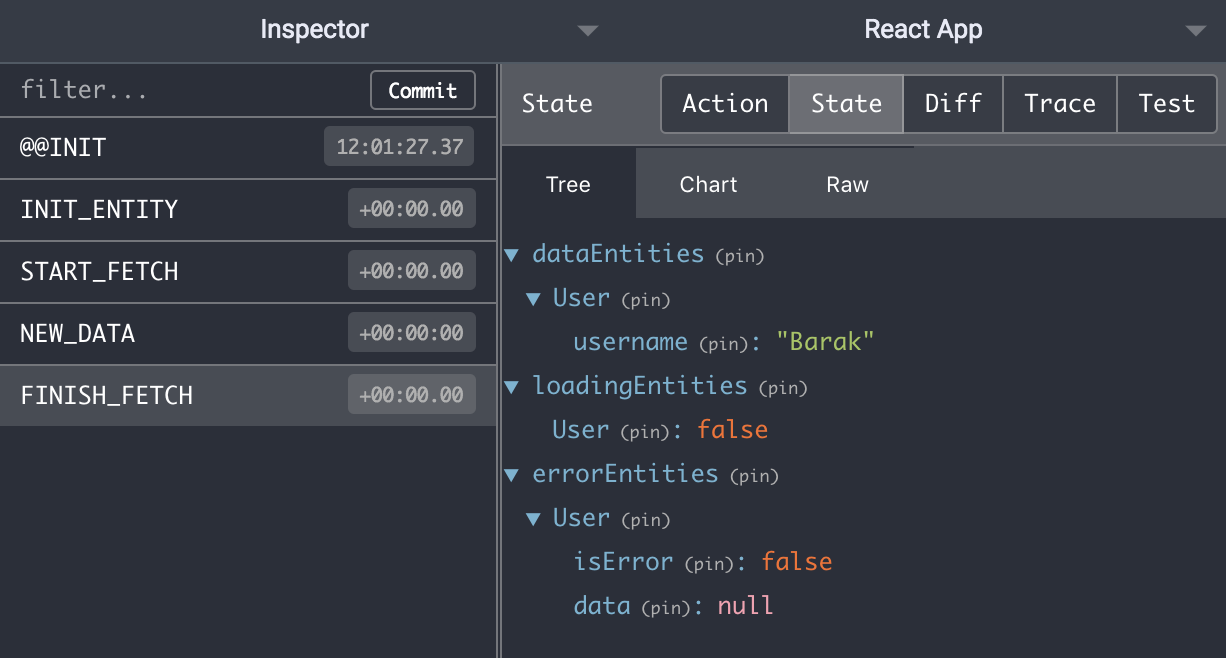 Inspector
React App
filter...
Commit
@@INIT
12:01:27.37
INIT_ENTITY
+00:00.00
START_FETCH
+00:00.00
NEW_DATA
+00:00:00
FINISH_FETCH
+00:00.00
State
Action State Diff Trace Test
Tree Chart Raw
dataEntities (pin)
User (pin)
username (pin): "Barak"
loadingEntities (pin)
User (pin): false
errorEntities (pin)
User (pin)
isError (pin): false
data (pin): null